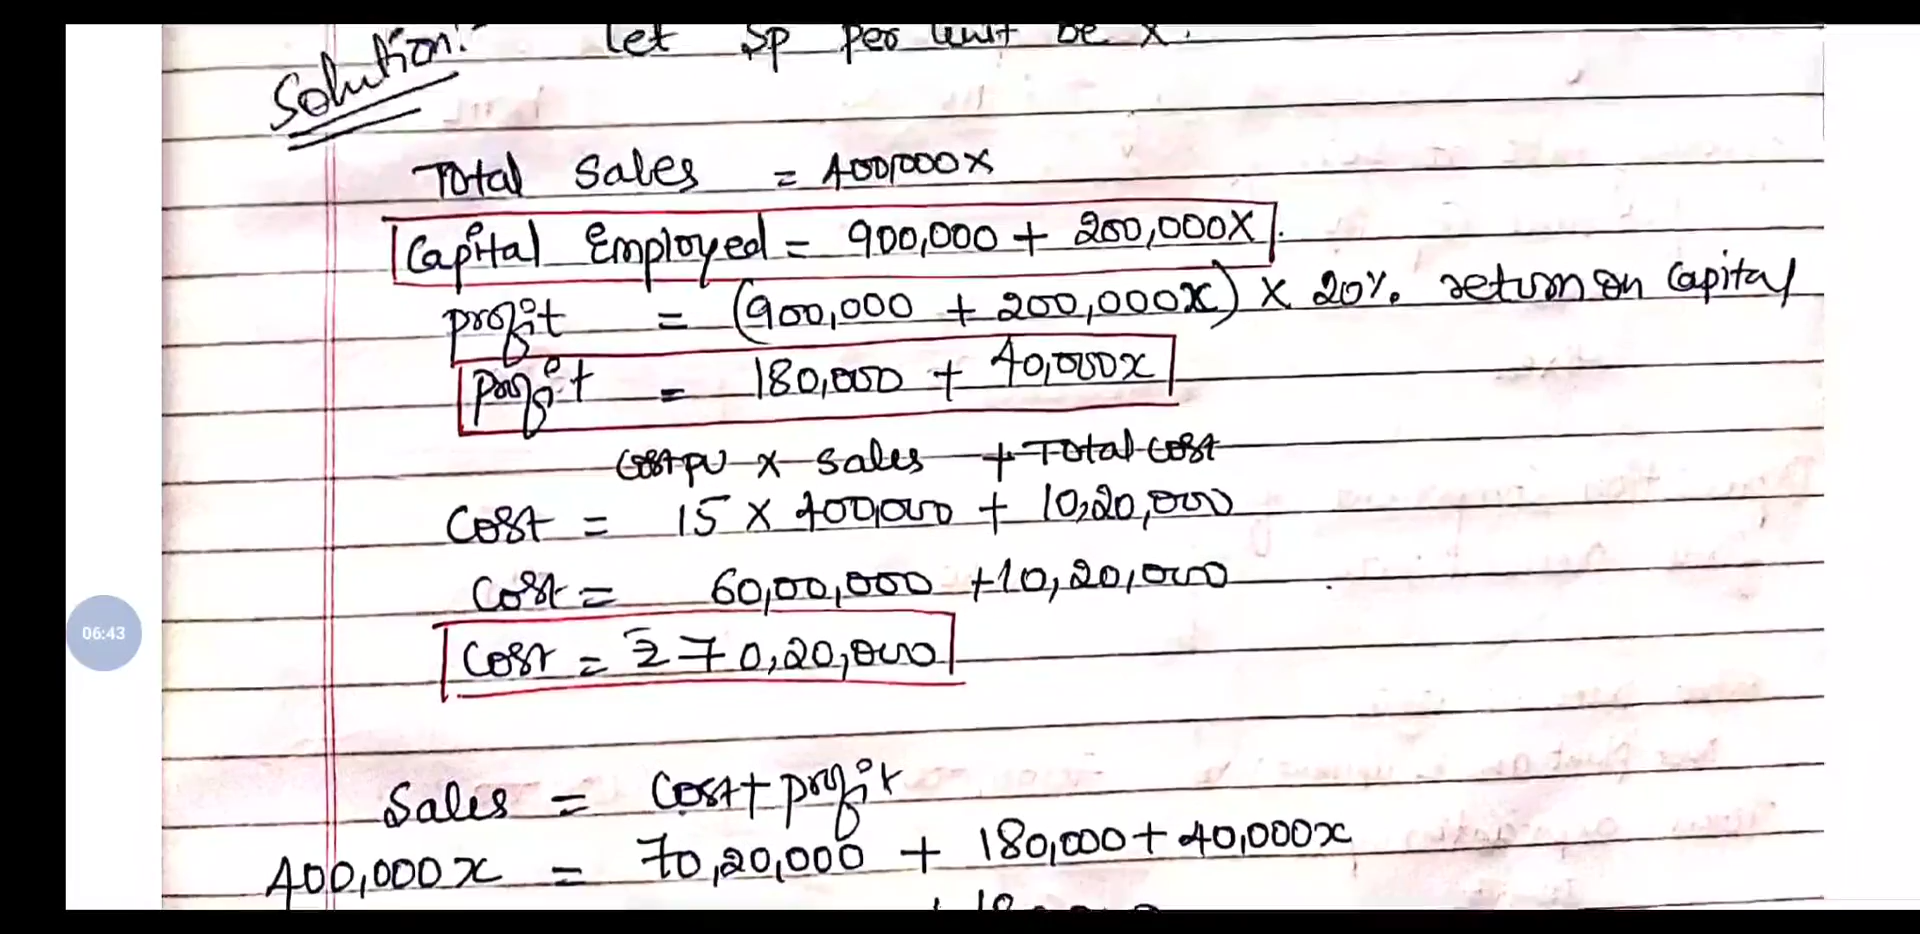 Solution:- Let Sp per unit be x.
Total Sales = 400,000x
Capital Employed = 900,000 + 200,000x
profit = (900,000 + 200,000x) x 20% return on Capital
profit = 180,000 + 40,000x
Cost pu x Sales + Total Cost
Cost = 15 x 400,000 + 10,20,000
Cost = 60,00,000 + 10,20,000
Cost = ₹ 70,20,000
06:43
Sales = Cost + profit
400,000x = 70,20,000 + 180,000 + 40,000x